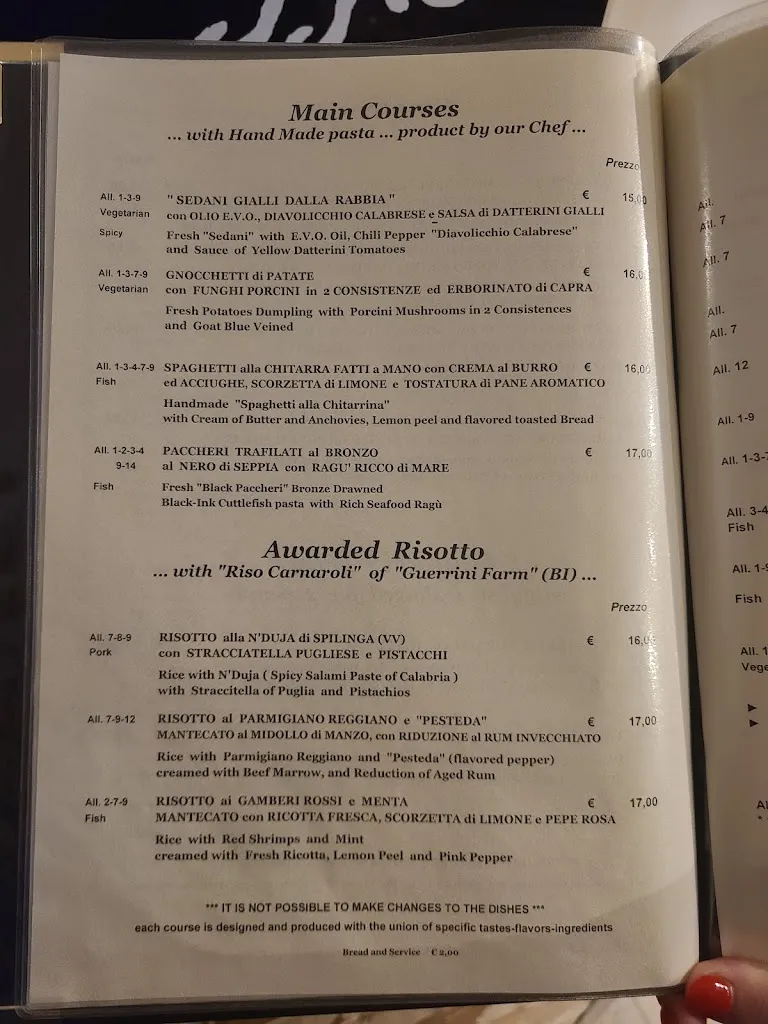 Main Courses
... with Hand Made pasta ... product by our Chef ...
Prezzo
All. 1-3-9 " SEDANI GIALLI DALLA RABBIA " € 15,00
Vegetarian con OLIO E.V.O., DIAVOLICCHIO CALABRESE e SALSA di DATTERINI GIALLI
Spicy Fresh "Sedani" with E.V.O. Oil, Chili Pepper "Diavolicchio Calabrese"
and Sauce of Yellow Datterini Tomatoes
All. 1-3-7-9 GNOCCHETTI di PATATE € 16,00
Vegetarian con FUNGHI PORCINI in 2 CONSISTENZE ed ERBORINATO di CAPRA
Fresh Potatoes Dumpling with Porcini Mushrooms in 2 Consistences
and Goat Blue Veined
All. 1-3-4-7-9 SPAGHETTI alla CHITARRA FATTI a MANO con CREMA al BURRO € 16,00
Fish ed ACCIUGHE, SCORZETTA di LIMONE e TOSTATURA di PANE AROMATICO
Handmade "Spaghetti alla Chitarrina"
with Cream of Butter and Anchovies, Lemon peel and flavored toasted Bread
All. 1-2-3-4 PACCHERI TRAFILATI al BRONZO € 17,00
9-14 al NERO di SEPPIA con RAGU' RICCO di MARE
Fish Fresh "Black Paccheri" Bronze Drawned
Black-Ink Cuttlefish pasta with Rich Seafood Ragù
Awarded Risotto
... with "Riso Carnaroli" of "Guerrini Farm" (BI) ...
Prezzo
All. 7-8-9 RISOTTO alla N'DUJA di SPILINGA (VV) € 16,00
Pork con STRACCIATELLA PUGLIESE e PISTACCHI
Rice with N'Duja ( Spicy Salami Paste of Calabria )
with Straccitella of Puglia and Pistachios
All. 7-9-12 RISOTTO al PARMIGIANO REGGIANO e "PESTEDA" € 17,00
MANTECATO al MIDOLLO di MANZO, con RIDUZIONE al RUM INVECCHIATO
Rice with Parmigiano Reggiano and "Pesteda" (flavored pepper)
creamed with Beef Marrow, and Reduction of Aged Rum
All. 2-7-9 RISOTTO ai GAMBERI ROSSI e MENTA € 17,00
Fish MANTECATO con RICOTTA FRESCA, SCORZETTA di LIMONE e PEPE ROSA
Rice with Red Shrimps and Mint
creamed with Fresh Ricotta, Lemon Peel and Pink Pepper
*** IT IS NOT POSSIBLE TO MAKE CHANGES TO THE DISHES ***
each course is designed and produced with the union of specific tastes-flavors-ingredients
Bread and Service € 2,00
All.
All. 7
All. 7
All.
All. 7
All. 12
All. 1-9
All. 1-3-
All. 3-4
Fish
All. 1-9
Fish
All. 1